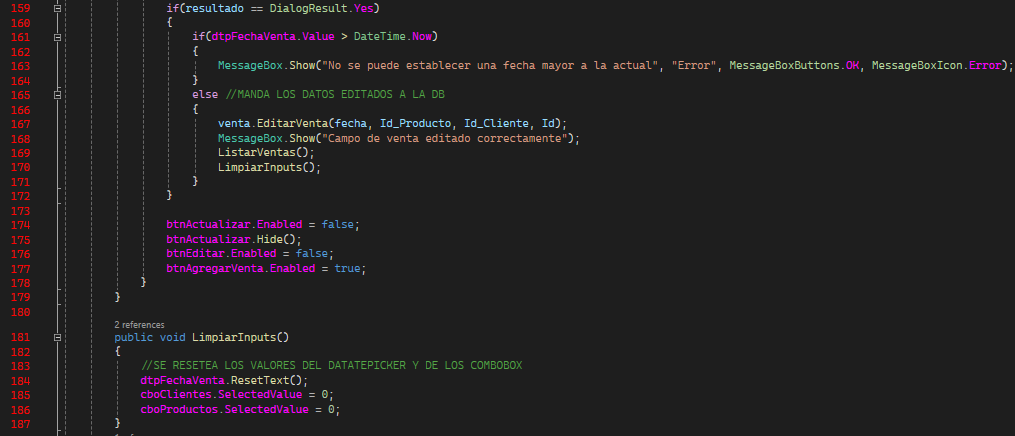 159 if(resultado == DialogResult.Yes)
160 {
161 if(dtpFechaVenta.Value > DateTime.Now)
162 {
163 MessageBox.Show("No se puede establecer una fecha mayor a la actual", "Error", MessageBoxButtons.OK, MessageBoxIcon.Error);
164 }
165 else //MANDA LOS DATOS EDITADOS A LA DB
166 {
167 venta.EditarVenta(fecha, Id_Producto, Id_Cliente, Id);
168 MessageBox.Show("Campo de venta editado correctamente");
169 ListarVentas();
170 LimpiarInputs();
171 }
172 }
173
174 btnActualizar.Enabled = false;
175 btnActualizar.Hide();
176 btnEditar.Enabled = false;
177 btnAgregarVenta.Enabled = true;
178 }
179 }
180
2 references
181 public void LimpiarInputs()
182 {
183 //SE RESETEA LOS VALORES DEL DATATEPICKER Y DE LOS COMBOBOX
184 dtpFechaVenta.ResetText();
185 cboClientes.SelectedValue = 0;
186 cboProductos.SelectedValue = 0;
187 }